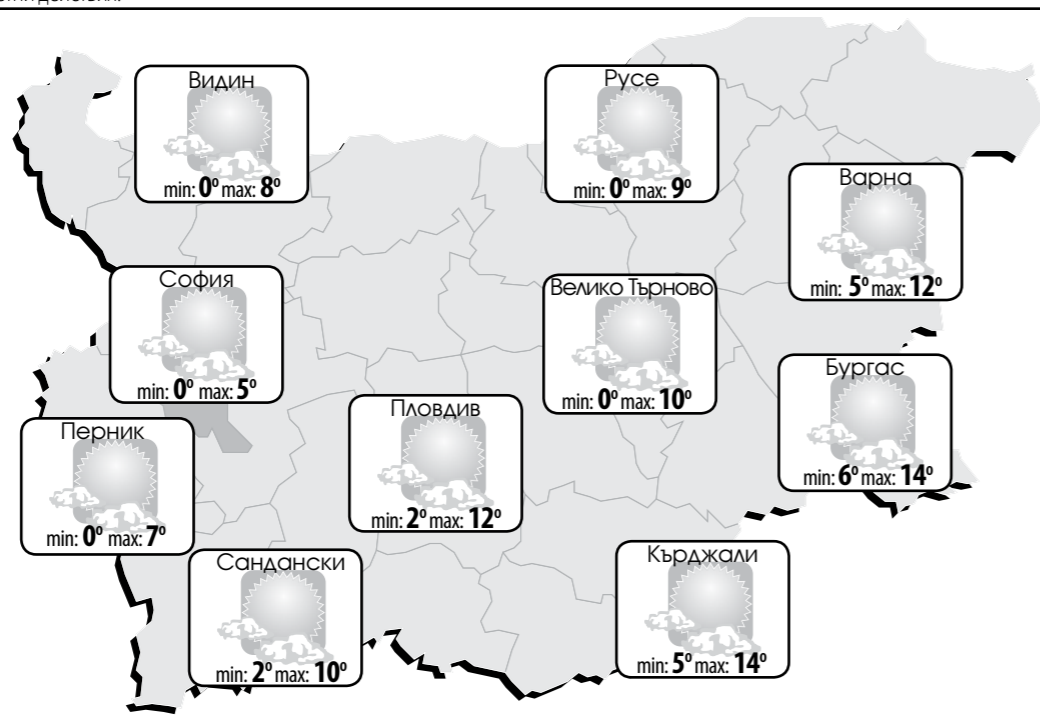 Видин
min: 0° max: 8°
Русе
min: 0° max: 9°
Варна
min: 5° max: 12°
София
min: 0° max: 5°
Велико Търново
min: 0° max: 10°
Бургас
min: 6° max: 14°
Пловдив
min: 2° max: 12°
Перник
min: 0° max: 7°
Сандански
min: 2° max: 10°
Кърджали
min: 5° max: 14°